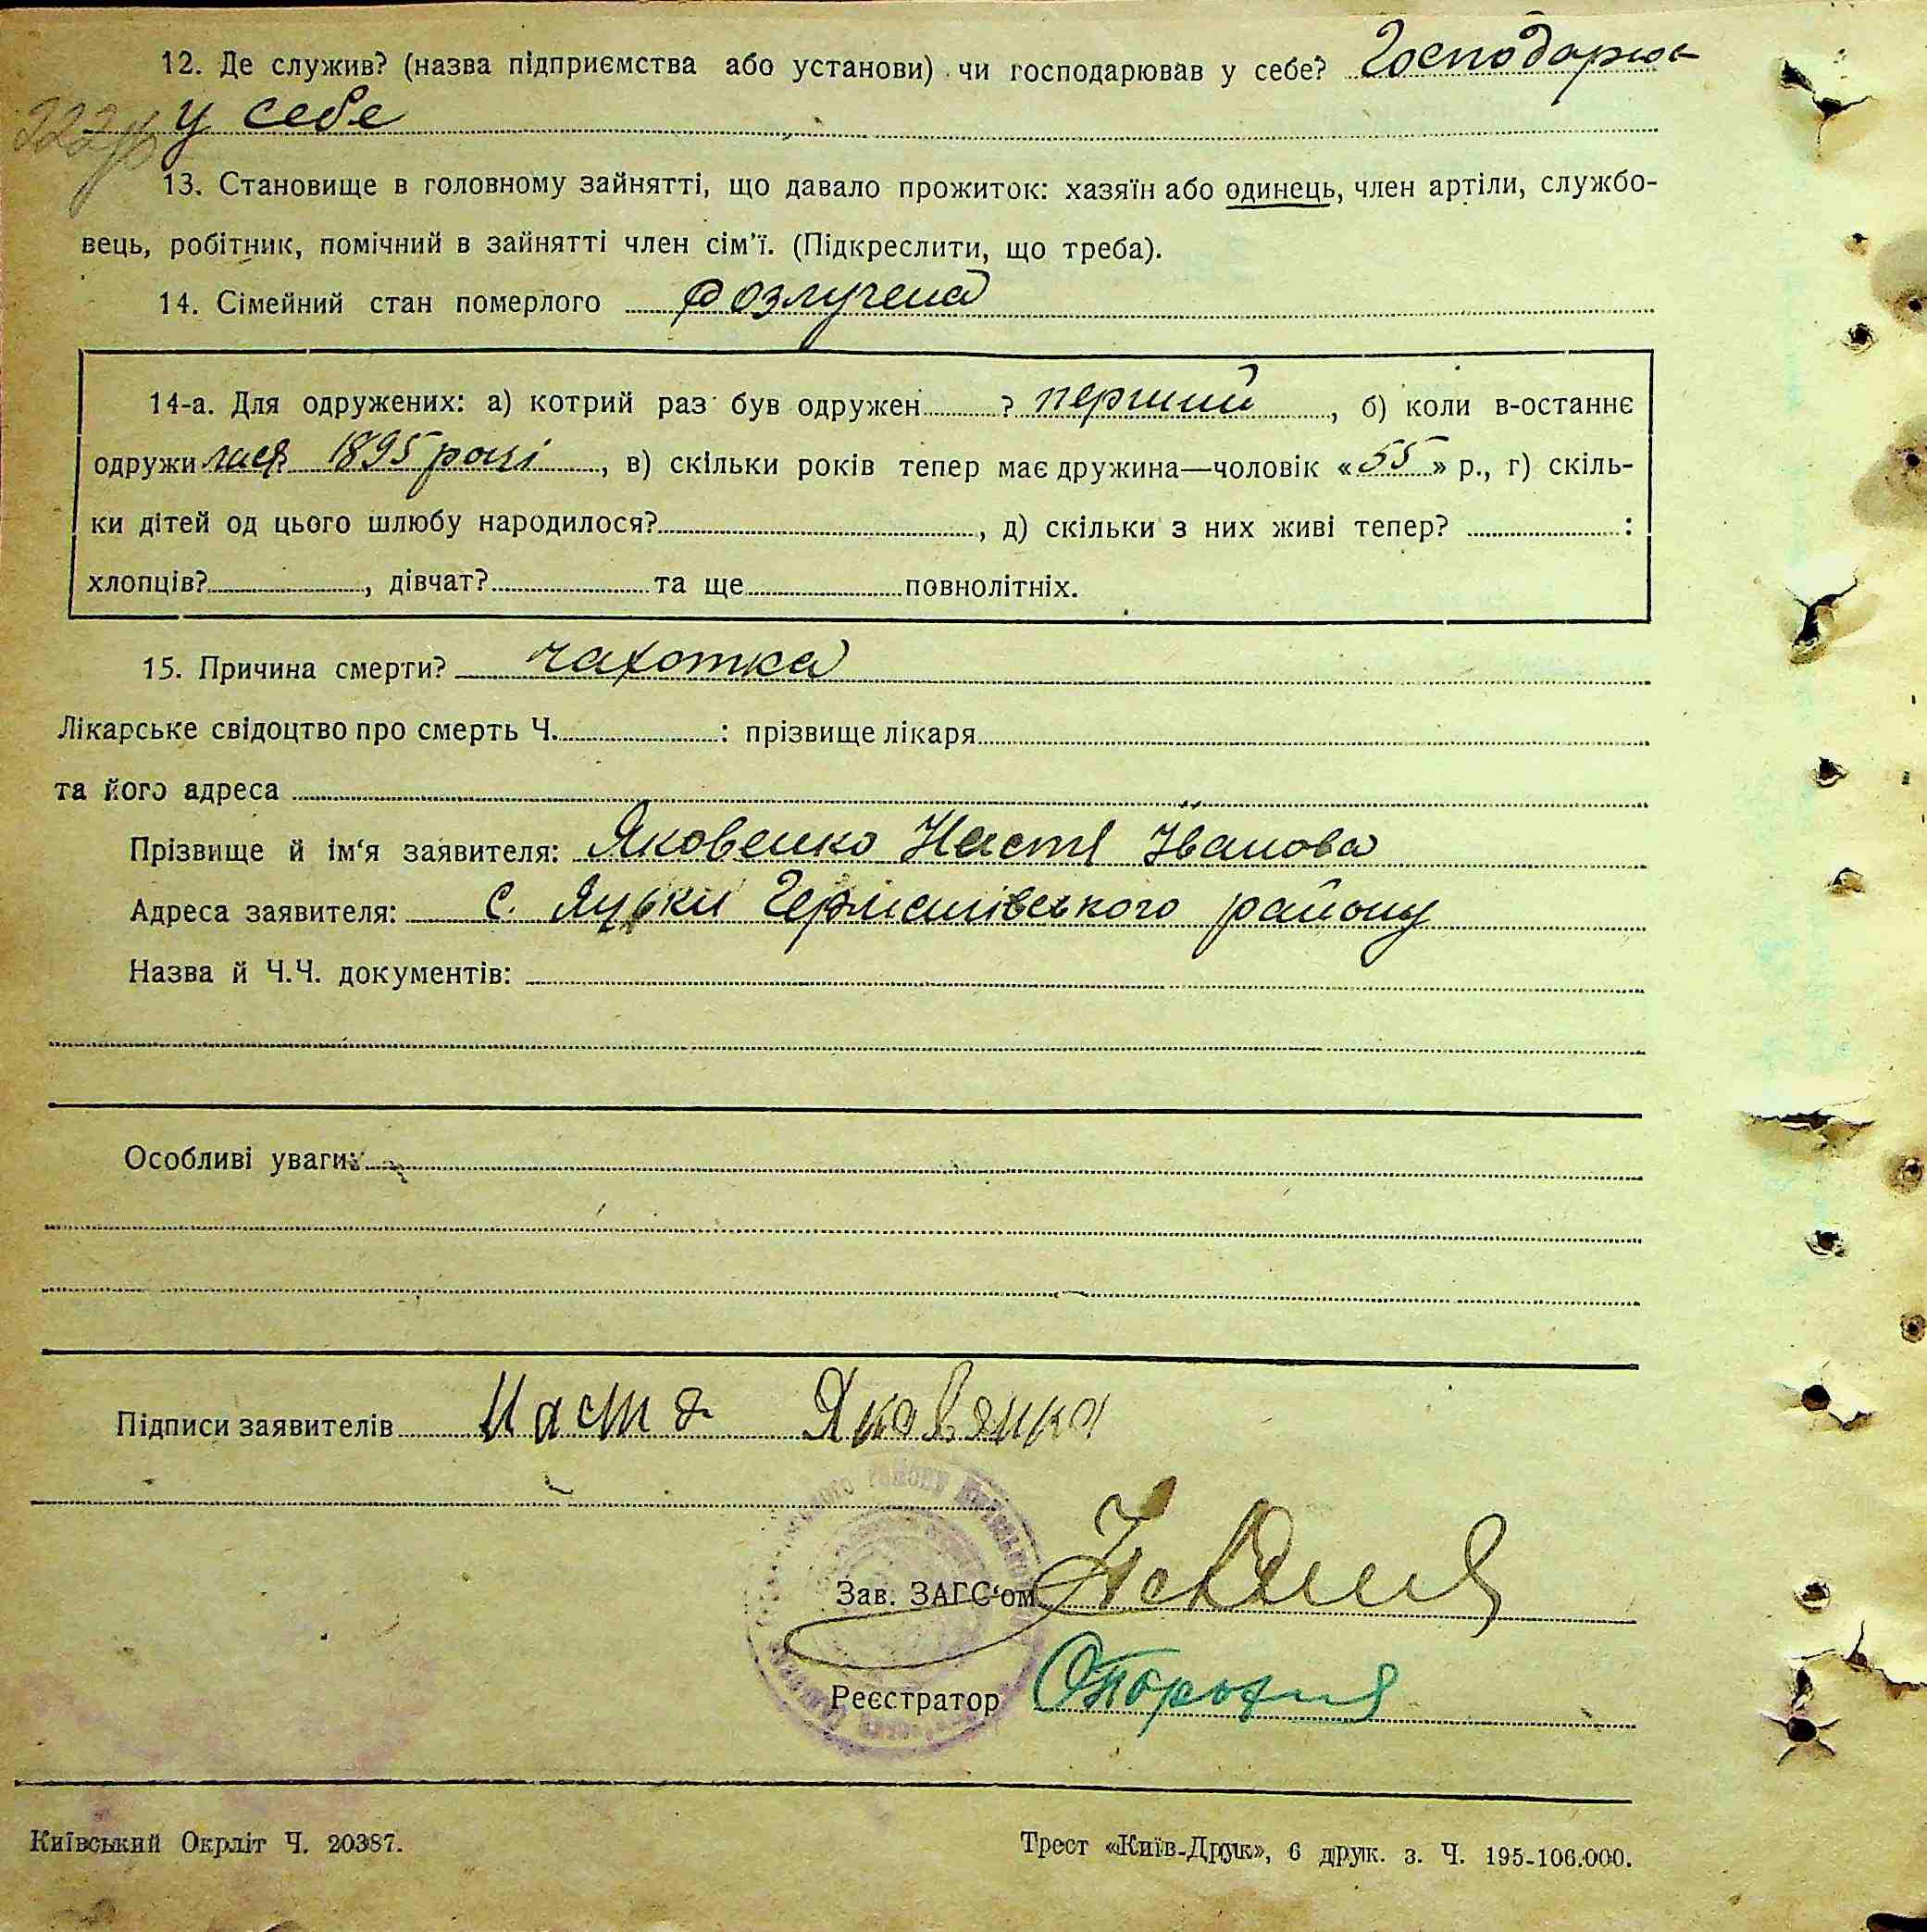 12. Де служив? (назва підприємства або установи) чи господарював у себе? Господарює
у себе
13. Становище в головному зайнятті, що давало прожиток: хазяїн або одинець, член артіли, службо-
вець, робітник, помічний в зайнятті член сім'ї. (Підкреслити, що треба).
14. Сімейний стан померлого розлучена
14-а. Для одружених: а) котрий раз був одружен ? перший, б) коли в-останнє
одружилася 1895 році, в) скільки років тепер має дружина—чоловік «55» р., г) скіль-
ки дітей од цього шлюбу народилося?, д) скільки з них живі тепер? :
хлопців?, дівчат? та ще повнолітніх.
15. Причина смерти? чахотка
Лікарське свідоцтво про смерть Ч. : прізвище лікаря
та його адреса
Прізвище й ім‘я заявителя: Яковенко Настя Іванова
Адреса заявителя: с. Яцьки Германівського району
Назва й Ч.Ч. документів:
Особливі уваги:
Підписи заявителів Настя Яковянко
Зав. ЗАГС‘ом
Реєстратор
Київський Окрліт Ч. 20387.
Трест «Київ-Друк», 6 друк. з. Ч. 195-106.000.